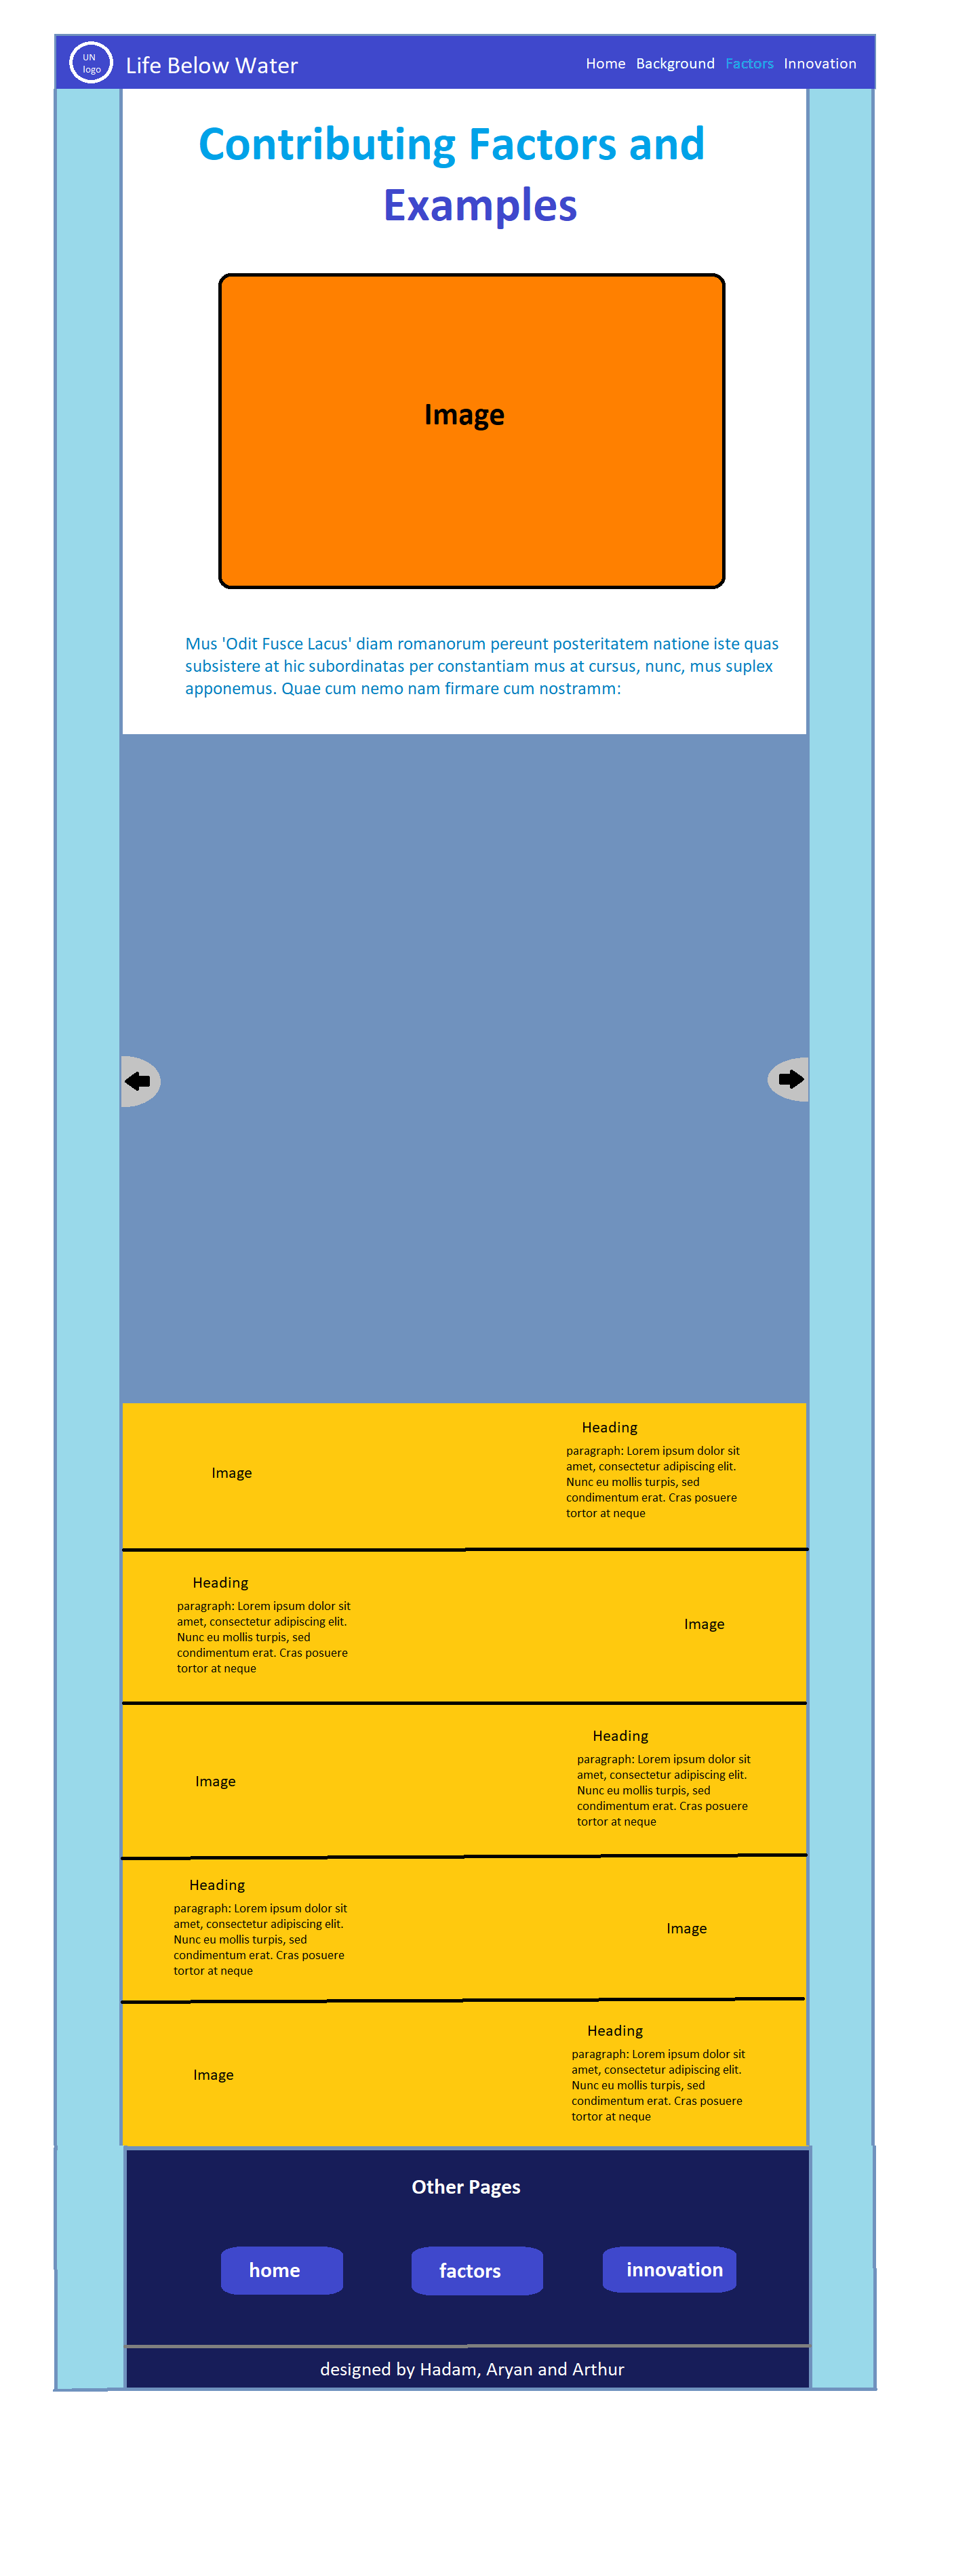 UN
logo
Life Below Water
Home Background Factors Innovation
Contributing Factors and
Examples
Image
Mus 'Odit Fusce Lacus' diam romanorum pereunt posteritatem natione iste quas
subsistere at hic subordinatas per constantiam mus at cursus, nunc, mus suplex
apponemus. Quae cum nemo nam firmare cum nostramm:
Heading
Image
paragraph: Lorem ipsum dolor sit
amet, consectetur adipiscing elit.
Nunc eu mollis turpis, sed
condimentum erat. Cras posuere
tortor at neque
Heading
paragraph: Lorem ipsum dolor sit
amet, consectetur adipiscing elit.
Nunc eu mollis turpis, sed
condimentum erat. Cras posuere
tortor at neque
Image
Heading
Image
paragraph: Lorem ipsum dolor sit
amet, consectetur adipiscing elit.
Nunc eu mollis turpis, sed
condimentum erat. Cras posuere
tortor at neque
Heading
paragraph: Lorem ipsum dolor sit
amet, consectetur adipiscing elit.
Nunc eu mollis turpis, sed
condimentum erat. Cras posuere
tortor at neque
Image
Heading
Image
paragraph: Lorem ipsum dolor sit
amet, consectetur adipiscing elit.
Nunc eu mollis turpis, sed
condimentum erat. Cras posuere
tortor at neque
Other Pages
home factors innovation
designed by Hadam, Aryan and Arthur